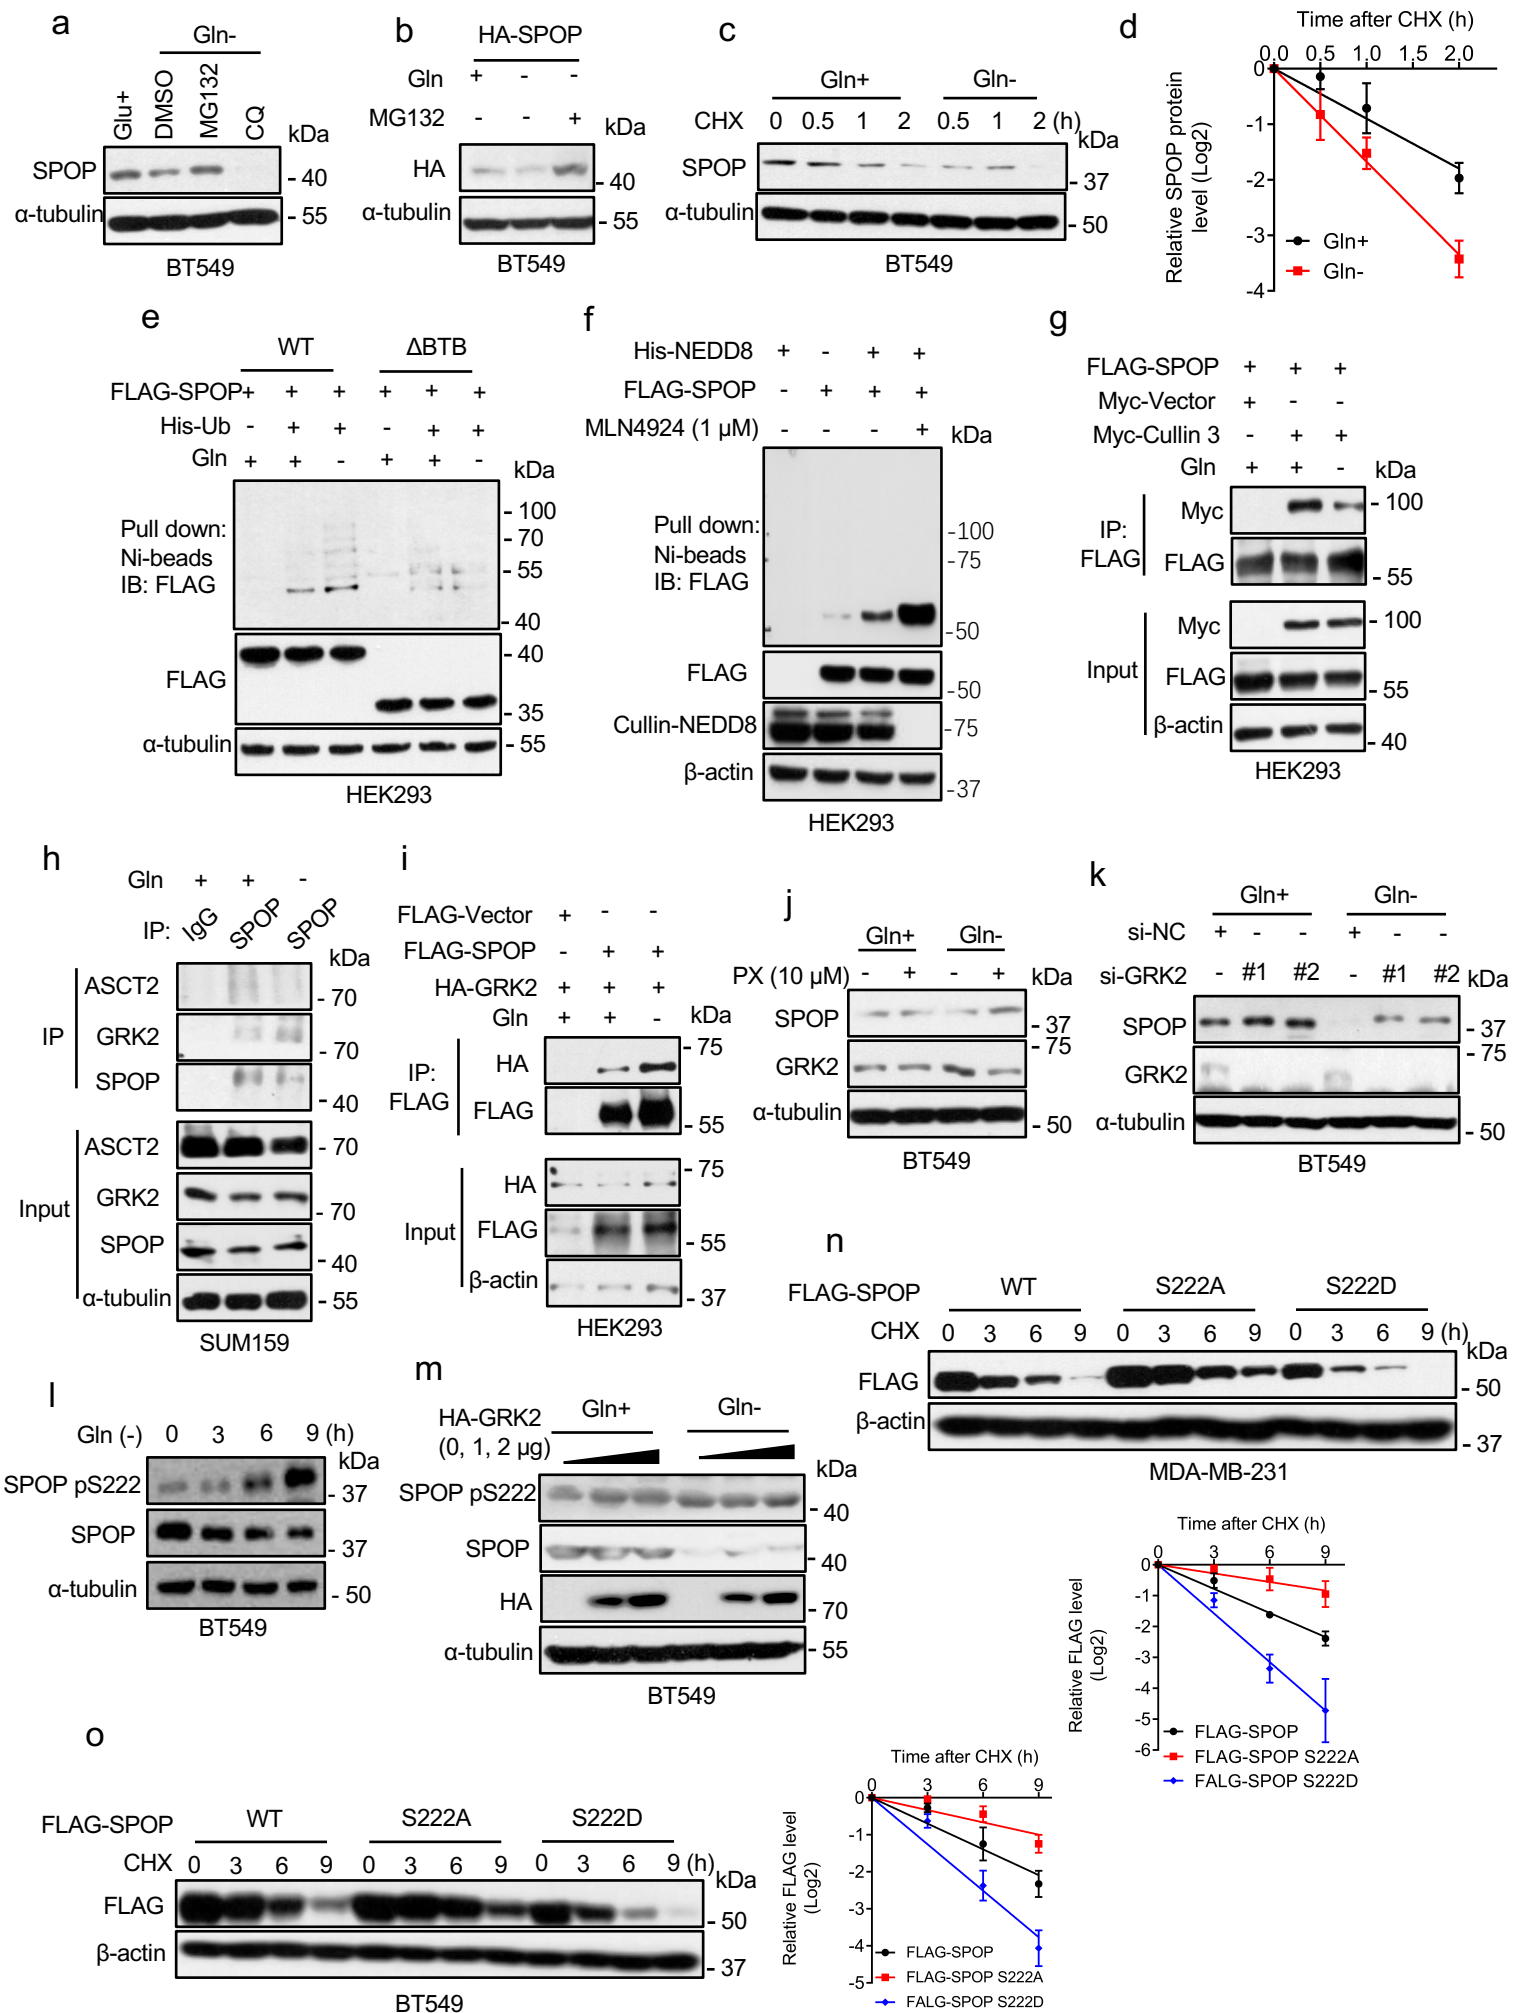 a
Gln-
Glu+
DMSO
MG132
CQ
kDa
SPOP
- 40
α-tubulin
- 55
BT549
b
HA-SPOP
Gln + - -
MG132 - - +
kDa
HA
- 40
α-tubulin
- 55
BT549
c
Gln+ Gln-
CHX 0 0.5 1 2 0.5 1 2 (h)
kDa
SPOP
- 37
α-tubulin
- 50
BT549
d
Time after CHX (h)
0.0 0.5 1.0 1.5 2.0
0
-1
-2
-3
-4
Relative SPOP protein
level (Log2)
Gln+
Gln-
e
WT ΔBTB
FLAG-SPOP + + + + + +
His-Ub - + + - + +
Gln + + - + + -
kDa
Pull down:
Ni-beads
IB: FLAG
- 100
- 70
- 55
- 40
FLAG
- 40
- 35
α-tubulin
- 55
HEK293
f
His-NEDD8 + - + +
FLAG-SPOP - + + +
MLN4924 (1 µM) - - - +
kDa
Pull down:
Ni-beads
IB: FLAG
-100
-75
-50
FLAG
-50
Cullin-NEDD8
-75
β-actin
-37
HEK293
g
FLAG-SPOP + + +
Myc-Vector + - -
Myc-Cullin 3 - + +
Gln + + -
kDa
IP:
FLAG
Myc
- 100
FLAG
- 55
Input
Myc
- 100
FLAG
- 55
β-actin
- 40
HEK293
h
Gln + + -
IP: IgG SPOP SPOP
kDa
IP
ASCT2
- 70
GRK2
- 70
SPOP
- 40
Input
ASCT2
- 70
GRK2
- 70
SPOP
- 40
α-tubulin
- 55
SUM159
i
FLAG-Vector + - -
FLAG-SPOP - + +
HA-GRK2 + + +
Gln + + -
kDa
IP:
FLAG
HA
- 75
FLAG
- 55
Input
HA
- 75
FLAG
- 55
β-actin
- 37
HEK293
j
Gln+ Gln-
PX (10 µM) - + - +
kDa
SPOP
- 37
GRK2
- 75
α-tubulin
- 50
BT549
k
Gln+ Gln-
si-NC + - - + - -
si-GRK2 - #1 #2 - #1 #2
kDa
SPOP
- 37
GRK2
- 75
α-tubulin
- 50
BT549
l
Gln (-) 0 3 6 9 (h)
kDa
SPOP pS222
- 37
SPOP
- 37
α-tubulin
- 50
BT549
m
Gln+ Gln-
HA-GRK2
(0, 1, 2 µg)
kDa
SPOP pS222
- 40
SPOP
- 40
HA
- 70
α-tubulin
- 55
BT549
n
FLAG-SPOP WT S222A S222D
CHX 0 3 6 9 0 3 6 9 0 3 6 9 (h)
kDa
FLAG
- 50
β-actin
- 37
MDA-MB-231
Time after CHX (h)
0 3 6 9
0
-1
-2
-3
-4
-5
-6
Relative FLAG level
(Log2)
FLAG-SPOP
FLAG-SPOP S222A
FALG-SPOP S222D
o
FLAG-SPOP WT S222A S222D
CHX 0 3 6 9 0 3 6 9 0 3 6 9 (h)
kDa
FLAG
- 50
β-actin
- 37
BT549
Time after CHX (h)
0 3 6 9
0
-1
-2
-3
-4
-5
Relative FLAG level
(Log2)
FLAG-SPOP
FLAG-SPOP S222A
FALG-SPOP S222D